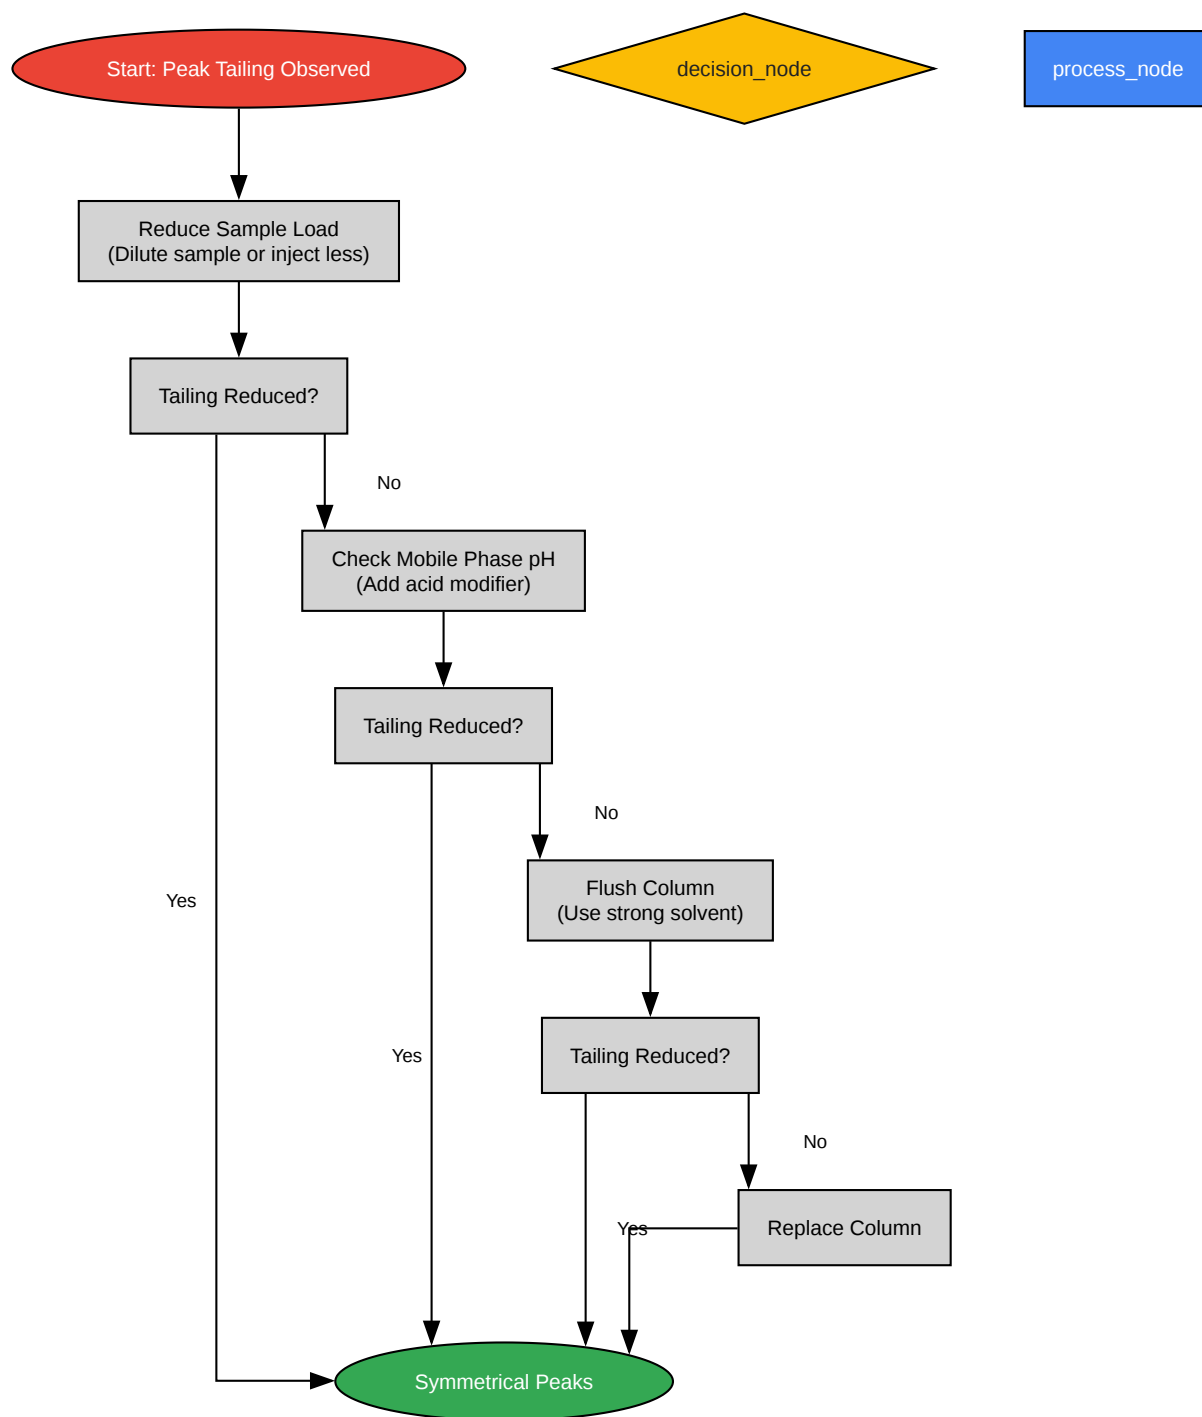 Start: Peak Tailing Observed
decision_node
process_node
Reduce Sample Load
(Dilute sample or inject less)
Tailing Reduced?
No
Check Mobile Phase pH
(Add acid modifier)
Tailing Reduced?
No
Flush Column
(Use strong solvent)
Yes
Tailing Reduced?
Yes
No
Replace Column
Yes
Symmetrical Peaks